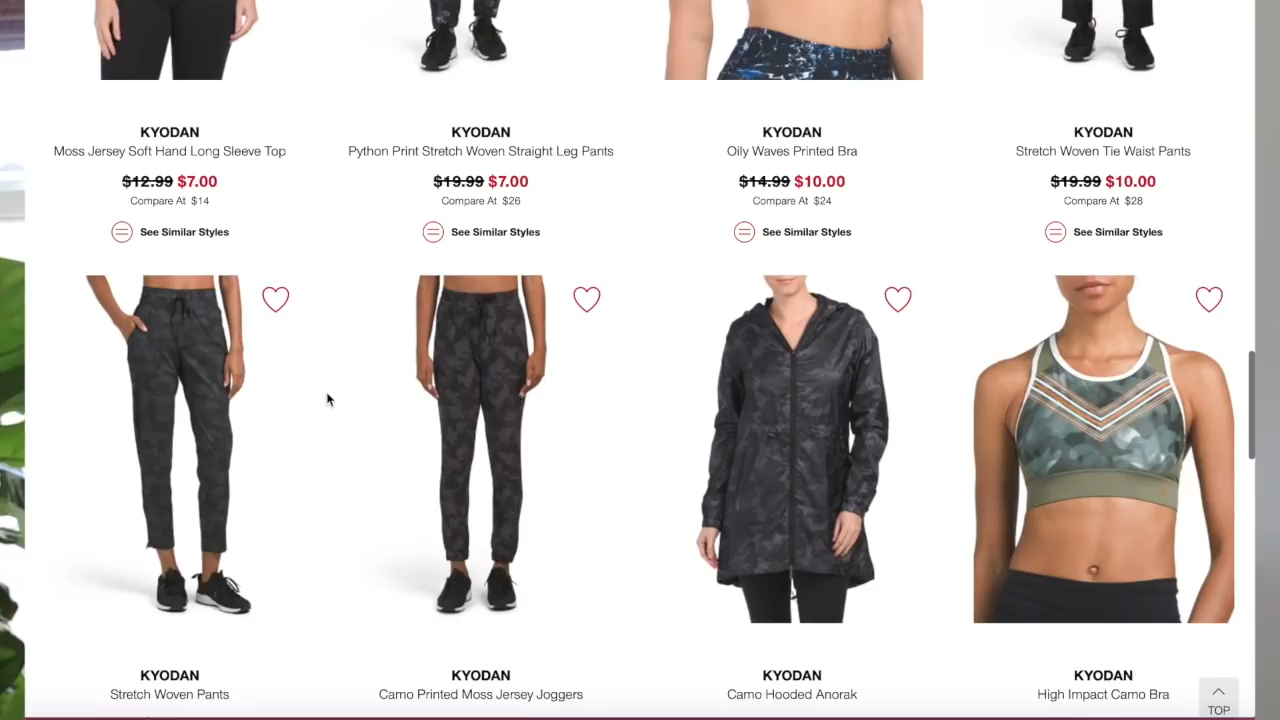 KYODAN
Moss Jersey Soft Hand Long Sleeve Top
$12.99 $7.00
Compare At $14
See Similar Styles
KYODAN
Python Print Stretch Woven Straight Leg Pants
$19.99 $7.00
Compare At $26
See Similar Styles
KYODAN
Oily Waves Printed Bra
$14.99 $10.00
Compare At $24
See Similar Styles
KYODAN
Stretch Woven Tie Waist Pants
$19.99 $10.00
Compare At $28
See Similar Styles
KYODAN
Stretch Woven Pants
KYODAN
Camo Printed Moss Jersey Joggers
KYODAN
Camo Hooded Anorak
KYODAN
High Impact Camo Bra
TOP